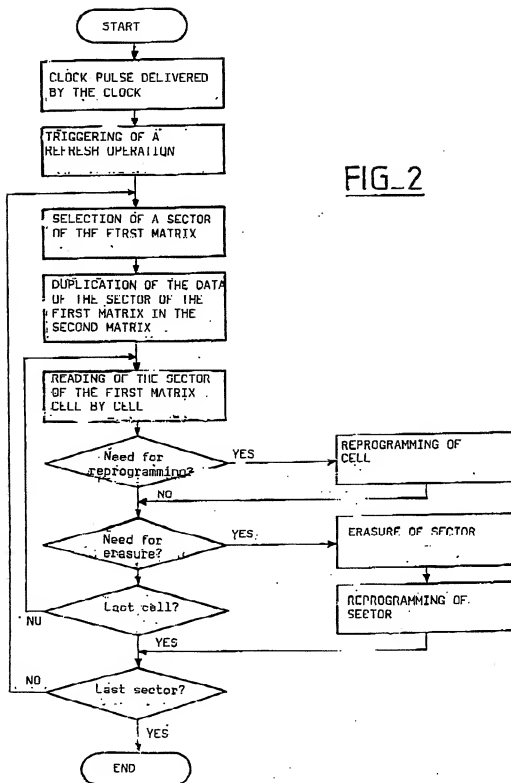 START
CLOCK PULSE DELIVERED
BY THE CLOCK
TRIGGERING OF A
REFRESH OPERATION
FIG_2
SELECTION OF A SECTOR
OF THE FIRST MATRIX
DUPLICATION OF THE DATA
OF THE SECTOR OF THE
FIRST MATRIX IN THE
SECOND MATRIX
READING OF THE SECTOR
OF THE FIRST MATRIX
CELL BY CELL
Need for
reprogramming?
YES
REPROGRAMMING OF
CELL
NO
Need for
erasure?
YES
ERASURE OF SECTOR
Last cell?
NO
YES
REPROGRAMMING OF
SECTOR
Last sector?
NO
YES
END